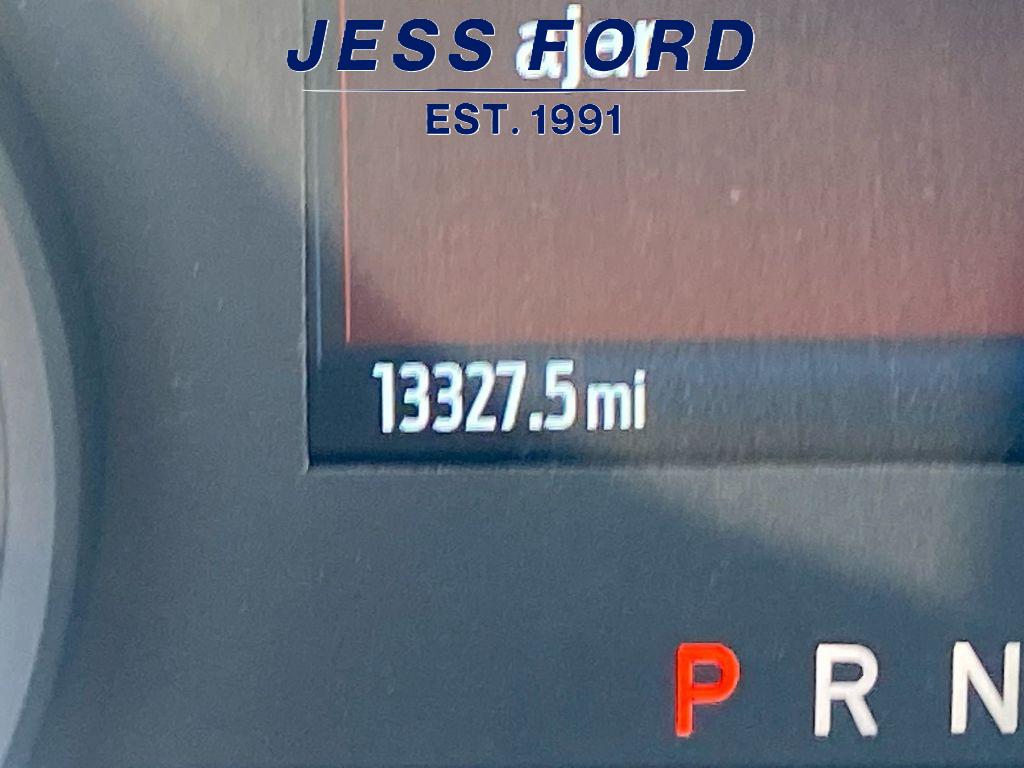 JESS FORD
ajar
EST. 1991
13327.5 mi
P R N